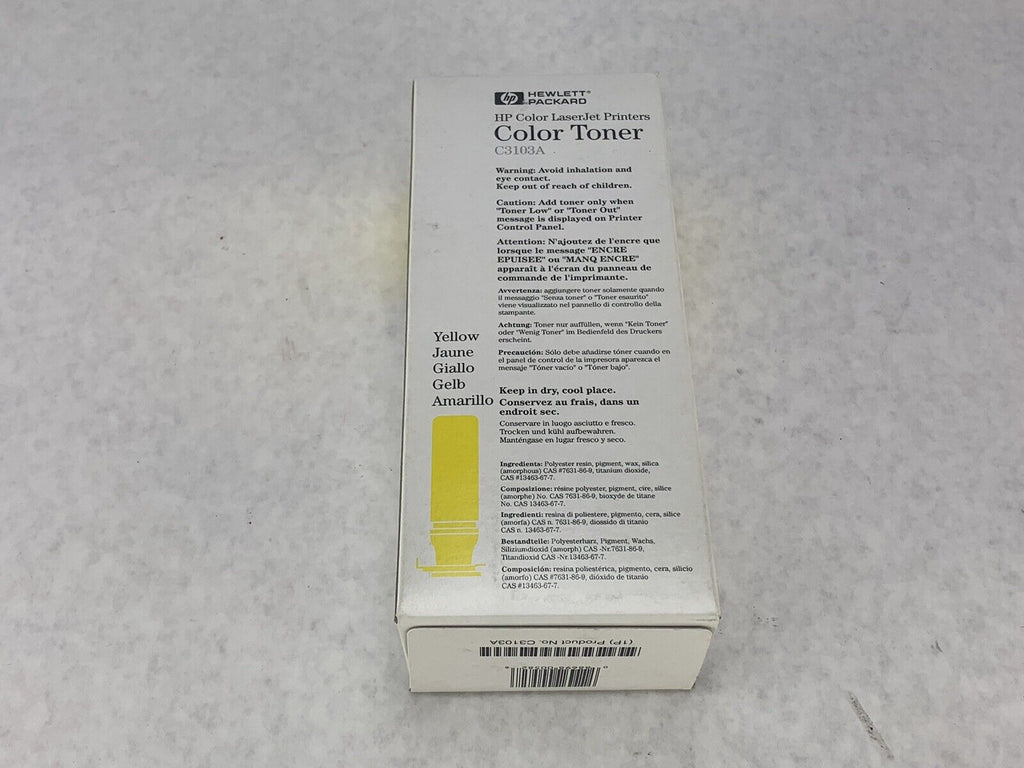 hp HEWLETT®
PACKARD
HP Color LaserJet Printers
Color Toner
C3103A
Warning: Avoid inhalation and
eye contact.
Keep out of reach of children.
Caution: Add toner only when
"Toner Low" or "Toner Out"
message is displayed on Printer
Control Panel.
Attention: N'ajoutez de l'encre que
lorsque le message "ENCRE
EPUISEE" ou "MANQ ENCRE"
apparaît à l'écran du panneau de
commande de l'imprimante.
Avvertenza: aggiungere toner solamente quando
il messaggio "Senza toner" o "Toner esaurito"
viene visualizzato nel pannello di controllo della
stampante.
Achtung: Toner nur auffüllen, wenn "Kein Toner"
oder "Wenig Toner" im Bedienfeld des Druckers
erscheint.
Precaución: Sólo debe añadirse tóner cuando en
el panel de control de la impresora aparezca el
mensaje "Tóner vacío" o "Tóner bajo".
Yellow
Jaune
Giallo
Gelb
Amarillo
Keep in dry, cool place.
Conservez au frais, dans un
endroit sec.
Conservare in luogo asciutto e fresco.
Trocken und kühl aufbewahren.
Manténgase en lugar fresco y seco.
Ingredients: Polyester resin, pigment, wax, silica
(amorphous) CAS #7631-86-9, titanium dioxide,
CAS #13463-67-7.
Composizione: résine polyester, pigment, cire, silice
(amorphe) No. CAS 7631-86-9, bioxyde de titane
No. CAS 13463-67-7.
Ingredienti: resina di poliestere, pigmento, cera, silice
(amorfa) CAS n. 7631-86-9, diossido di titanio
CAS n. 13463-67-7.
Bestandteile: Polyesterharz, Pigment, Wachs,
Siliziumdioxid (amorph) CAS -Nr.7631-86-9,
Titandioxid CAS -Nr.13463-67-7.
Composición: resina poliestérica, pigmento, cera, silicio
(amorfo) CAS #7631-86-9, dióxido de titanio
CAS #13463-67-7.
(1P) Product No. C3103A